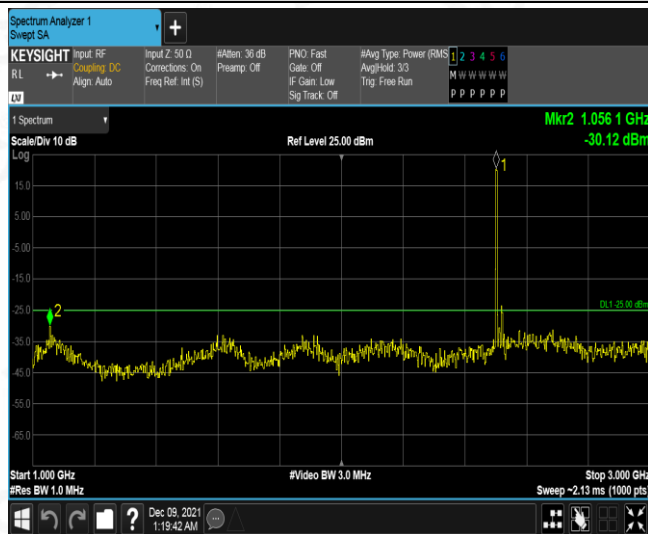 Spectrum Analyzer 1
Swept SA
+
KEYSIGHT
RL
LXI
Input: RF
Coupling: DC
Align: Auto
Input Z: 50 Ω
Corrections: On
Freq Ref: Int (S)
#Atten: 36 dB
Preamp: Off
PNO: Fast
Gate: Off
IF Gain: Low
Sig Track: Off
#Avg Type: Power (RMS
Avg|Hold: 3/3
Trig: Free Run
1 2 3 4 5 6
M W W W W W
P P P P P P
1 Spectrum
Mkr2 1.056 1 GHz
-30.12 dBm
Scale/Div 10 dB
Ref Level 25.00 dBm
Log
1
15.0
5.00
-5.00
-15.0
-25.0
2
DL1 -25.00 dBm
-35.0
-45.0
-55.0
-65.0
Start 1.000 GHz
#Video BW 3.0 MHz
Stop 3.000 GHz
#Res BW 1.0 MHz
Sweep ~2.13 ms (1000 pts)
?
Dec 09, 2021
1:19:42 AM